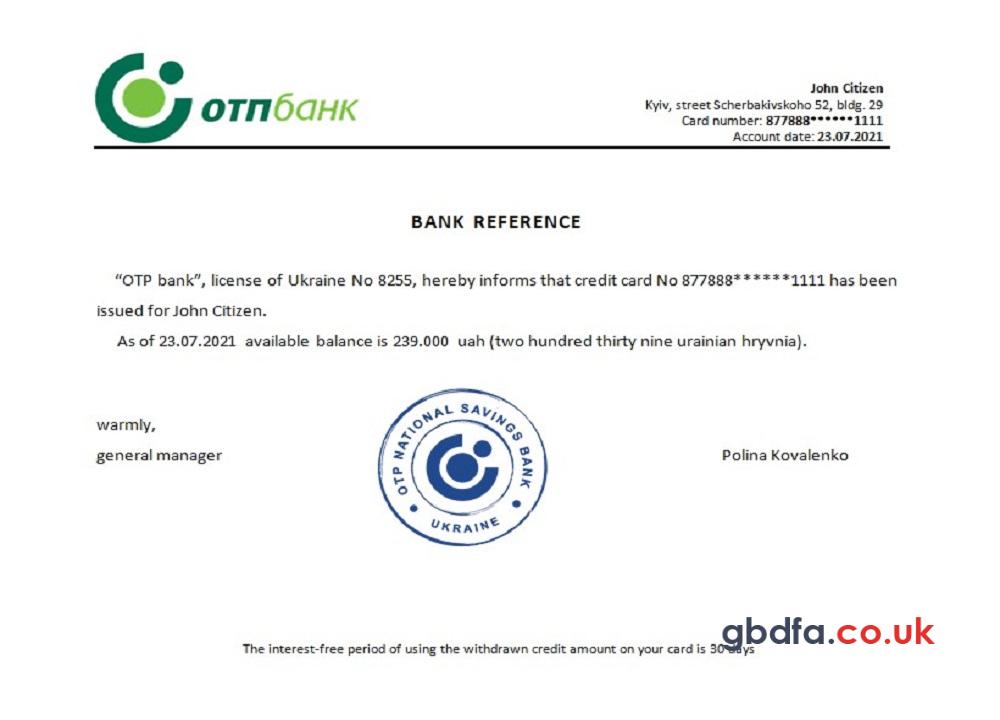 отпбанк
John Citizen
Kyiv, street Scherbakivskoho 52, bldg. 29
Card number: 877888******1111
Account date: 23.07.2021
BANK REFERENCE
“OTP bank”, license of Ukraine No 8255, hereby informs that credit card No 877888******1111 has been
issued for John Citizen.
As of 23.07.2021 available balance is 239.000 uah (two hundred thirty nine urainian hryvnia).
warmly,
general manager
OTP NATIONAL SAVINGS BANK
UKRAINE
Polina Kovalenko
gbdfa.co.uk
The interest-free period of using the withdrawn credit amount on your card is 30 days